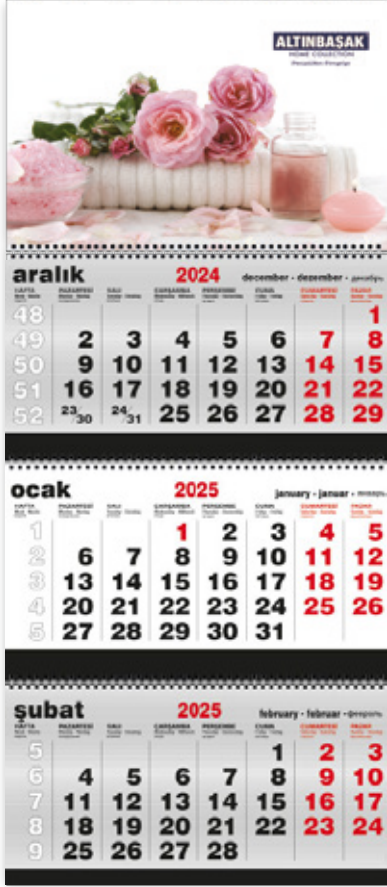 ALTINBAŞAK
HOME COLLECTION
aralık 2024 december - dezember - декабрь
HAFTA PAZARTESİ SALI ÇARŞAMBA PERŞEMBE CUMA CUMARTESİ PAZAR
48 1
49 2 3 4 5 6 7 8
50 9 10 11 12 13 14 15
51 16 17 18 19 20 21 22
52 23/30 24/31 25 26 27 28 29
ocak 2025 january - januar - январь
HAFTA PAZARTESİ SALI ÇARŞAMBA PERŞEMBE CUMA CUMARTESİ PAZAR
1 1 2 3 4 5
2 6 7 8 9 10 11 12
3 13 14 15 16 17 18 19
4 20 21 22 23 24 25 26
5 27 28 29 30 31
şubat 2025 february - februar - февраль
HAFTA PAZARTESİ SALI ÇARŞAMBA PERŞEMBE CUMA CUMARTESİ PAZAR
5 1 2 3
6 4 5 6 7 8 9 10
7 11 12 13 14 15 16 17
8 18 19 20 21 22 23 24
9 25 26 27 28